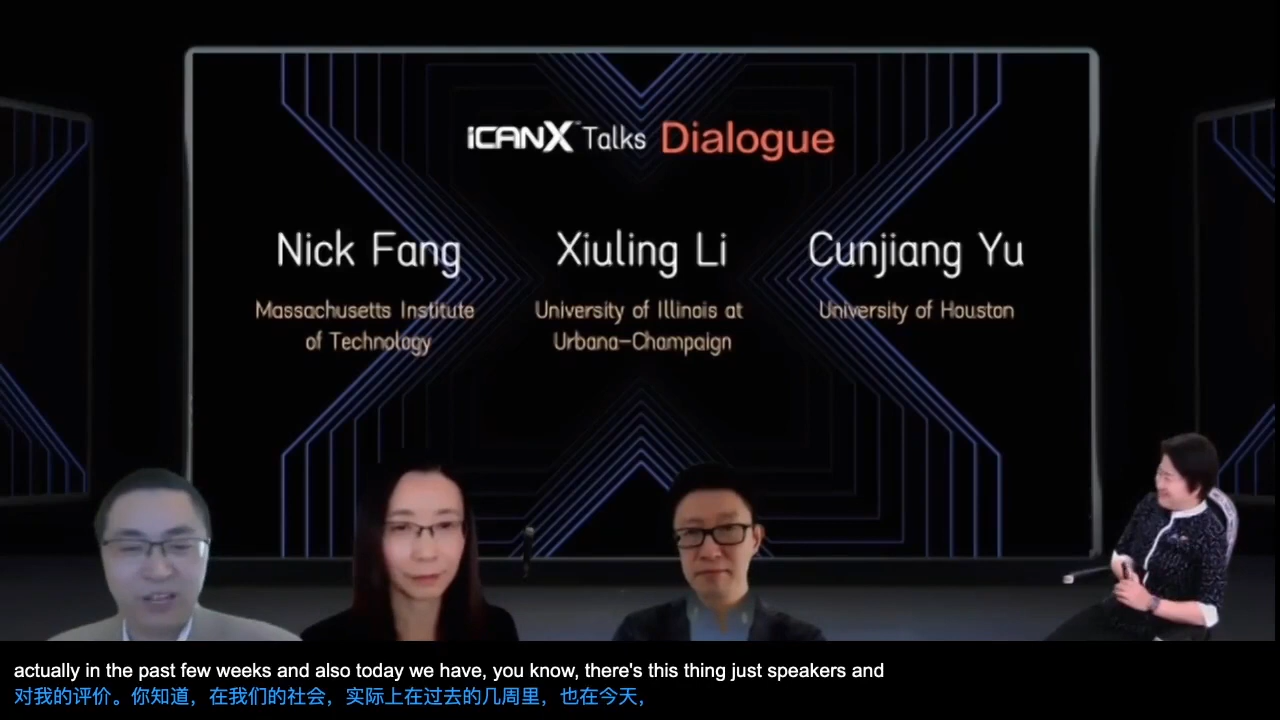 iCANX™ Talks Dialogue
Nick Fang
Xiuling Li
Cunjiang Yu
Massachusetts Institute
of Technology
University of Illinois at
Urbana-Champaign
University of Houston
actually in the past few weeks and also today we have, you know, there's this thing just speakers and
对我的评价。你知道，在我们的社会，实际上在过去的几周里，也在今天，